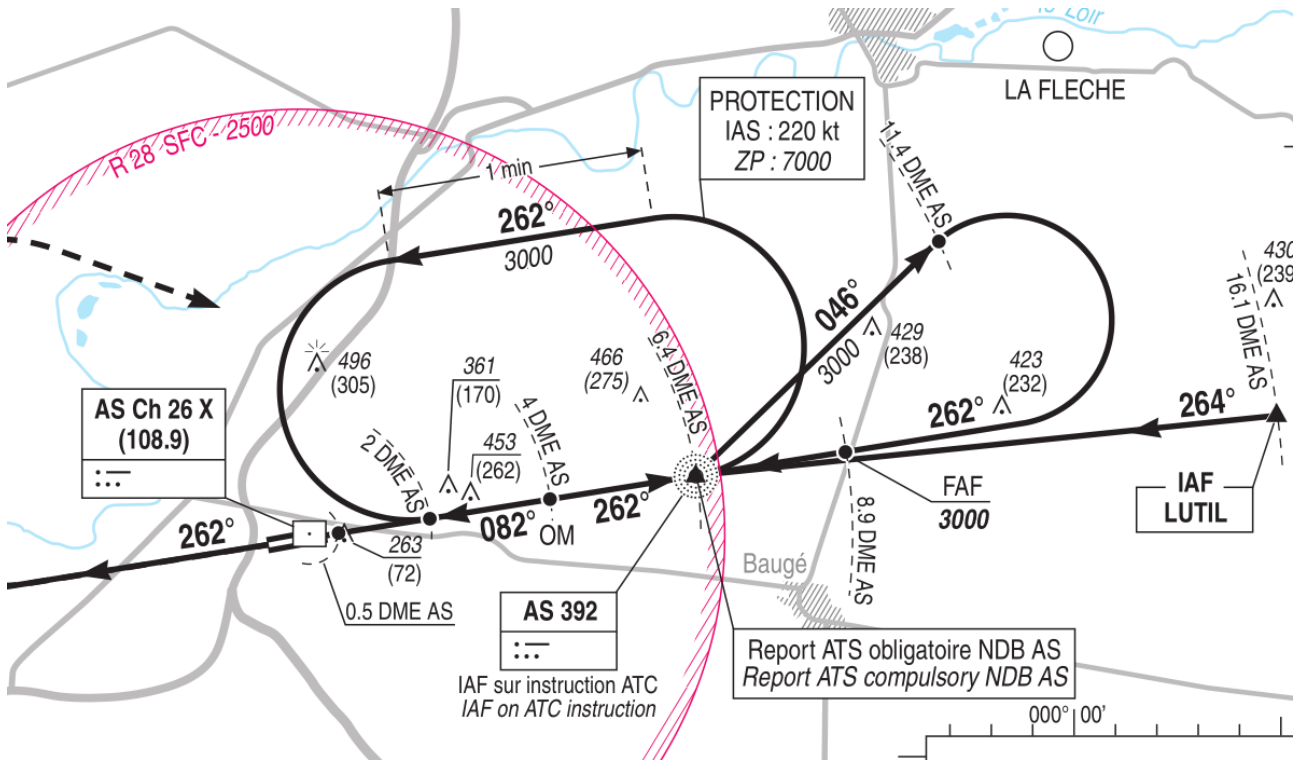 le Loir
LA FLECHE
PROTECTION
IAS : 220 kt
ZP : 7000
R 28 SFC - 2500
1 min
262°
3000
11.4 DME AS
046°
3000
429
(238)
430
(239
16.1 DME AS
6.4 DME AS
496
(305)
361
(170)
466
(275)
423
(232)
262°
264°
AS Ch 26 X
(108.9)
4 DME AS
453
(262)
2 DME AS
IAF
LUTIL
FAF
3000
8.9 DME AS
262°
082°
262°
OM
263
(72)
0.5 DME AS
Baugé
AS 392
IAF sur instruction ATC
IAF on ATC instruction
Report ATS obligatoire NDB AS
Report ATS compulsory NDB AS
000° 00'